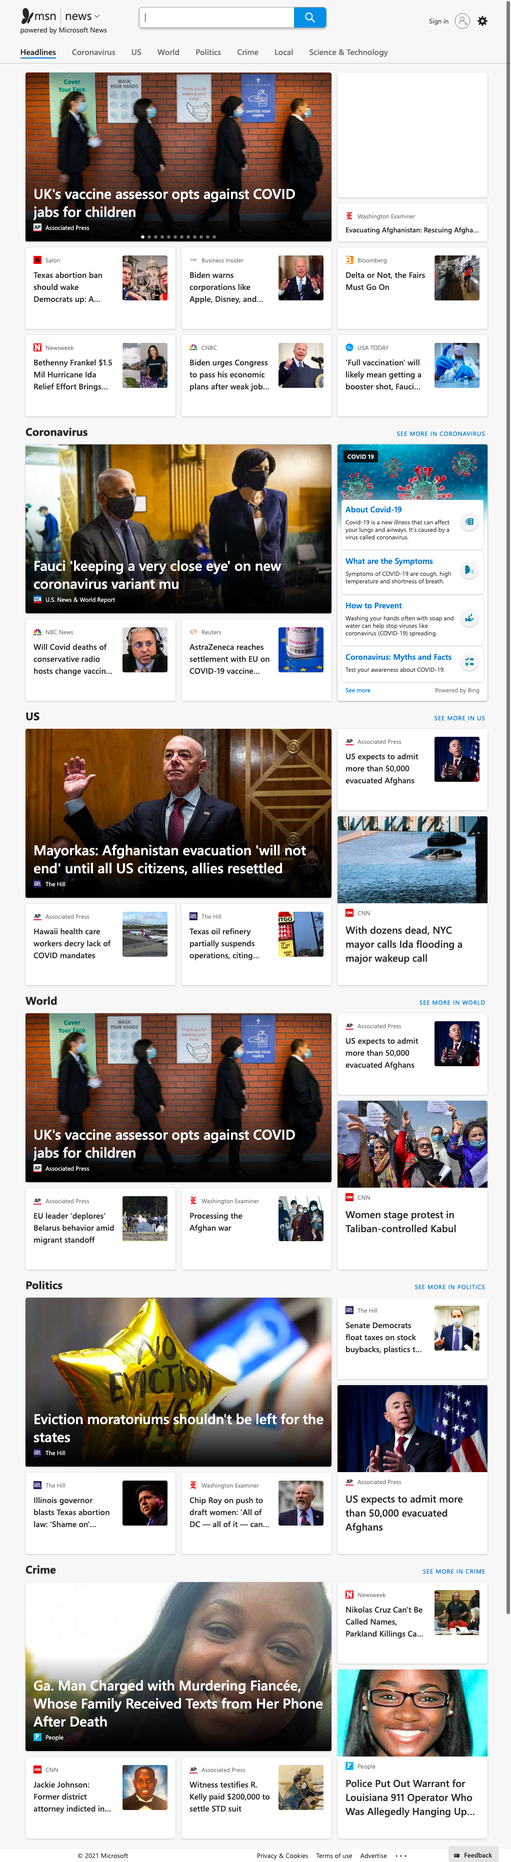 msn news
powered by Microsoft News
Sign in
Headlines Coronavirus US World Politics Crime Local Science & Technology
Cover Your Face
WASH YOUR HANDS
UK's vaccine assessor opts against COVID
jabs for children
Associated Press
Washington Examiner
Evacuating Afghanistan: Rescuing Afgha...
Salon
Texas abortion ban
should wake
Democrats up: A...
Business Insider
Biden warns
corporations like
Apple, Disney, and...
Bloomberg
Delta or Not, the Fairs
Must Go On
Newsweek
Bethenny Frankel $1.5
Mil Hurricane Ida
Relief Effort Brings...
CNBC
Biden urges Congress
to pass his economic
plans after weak job...
USA TODAY
'Full vaccination' will
likely mean getting a
booster shot, Fauci...
Coronavirus
SEE MORE IN CORONAVIRUS
Fauci 'keeping a very close eye' on new
coronavirus variant mu
U.S. News & World Report
COVID 19
About Covid-19
Covid-19 is a new illness that can affect
your lungs and airways. It's caused by a
virus called coronavirus.
What are the Symptoms
Symptoms of COVID-19 are cough, high
temperature and shortness of breath.
How to Prevent
Washing your hands often with soap and
water can help stop viruses like
coronavirus (COVID-19) spreading.
Coronavirus: Myths and Facts
Test your awareness about COVID-19.
See more
Powered by Bing
NBC News
Will Covid deaths of
conservative radio
hosts change vaccin...
Reuters
AstraZeneca reaches
settlement with EU on
COVID-19 vaccine...
US
SEE MORE IN US
Mayorkas: Afghanistan evacuation 'will not
end' until all US citizens, allies resettled
The Hill
Associated Press
US expects to admit
more than 50,000
evacuated Afghans
CNN
With dozens dead, NYC
mayor calls Ida flooding a
major wakeup call
Associated Press
Hawaii health care
workers decry lack of
COVID mandates
The Hill
Texas oil refinery
partially suspends
operations, citing...
World
SEE MORE IN WORLD
Cover Your Face
WASH YOUR HANDS
UK's vaccine assessor opts against COVID
jabs for children
Associated Press
Associated Press
US expects to admit
more than 50,000
evacuated Afghans
CNN
Women stage protest in
Taliban-controlled Kabul
Associated Press
EU leader 'deplores'
Belarus behavior amid
migrant standoff
Washington Examiner
Processing the
Afghan war
Politics
SEE MORE IN POLITICS
NO
EVICTION
Eviction moratoriums shouldn't be left for the
states
The Hill
The Hill
Senate Democrats
float taxes on stock
buybacks, plastics t...
Associated Press
US expects to admit more
than 50,000 evacuated
Afghans
The Hill
Illinois governor
blasts Texas abortion
law: 'Shame on'...
Washington Examiner
Chip Roy on push to
draft women: 'All of
DC — all of it — can...
Crime
SEE MORE IN CRIME
Ga. Man Charged with Murdering Fiancée,
Whose Family Received Texts from Her Phone
After Death
People
Newsweek
Nikolas Cruz Can't Be
Called Names,
Parkland Killings Ca...
People
Police Put Out Warrant for
Louisiana 911 Operator Who
Was Allegedly Hanging Up...
CNN
Jackie Johnson:
Former district
attorney indicted in...
Associated Press
Witness testifies R.
Kelly paid $200,000 to
settle STD suit
© 2021 Microsoft
Privacy & Cookies Terms of use Advertise ...
Feedback